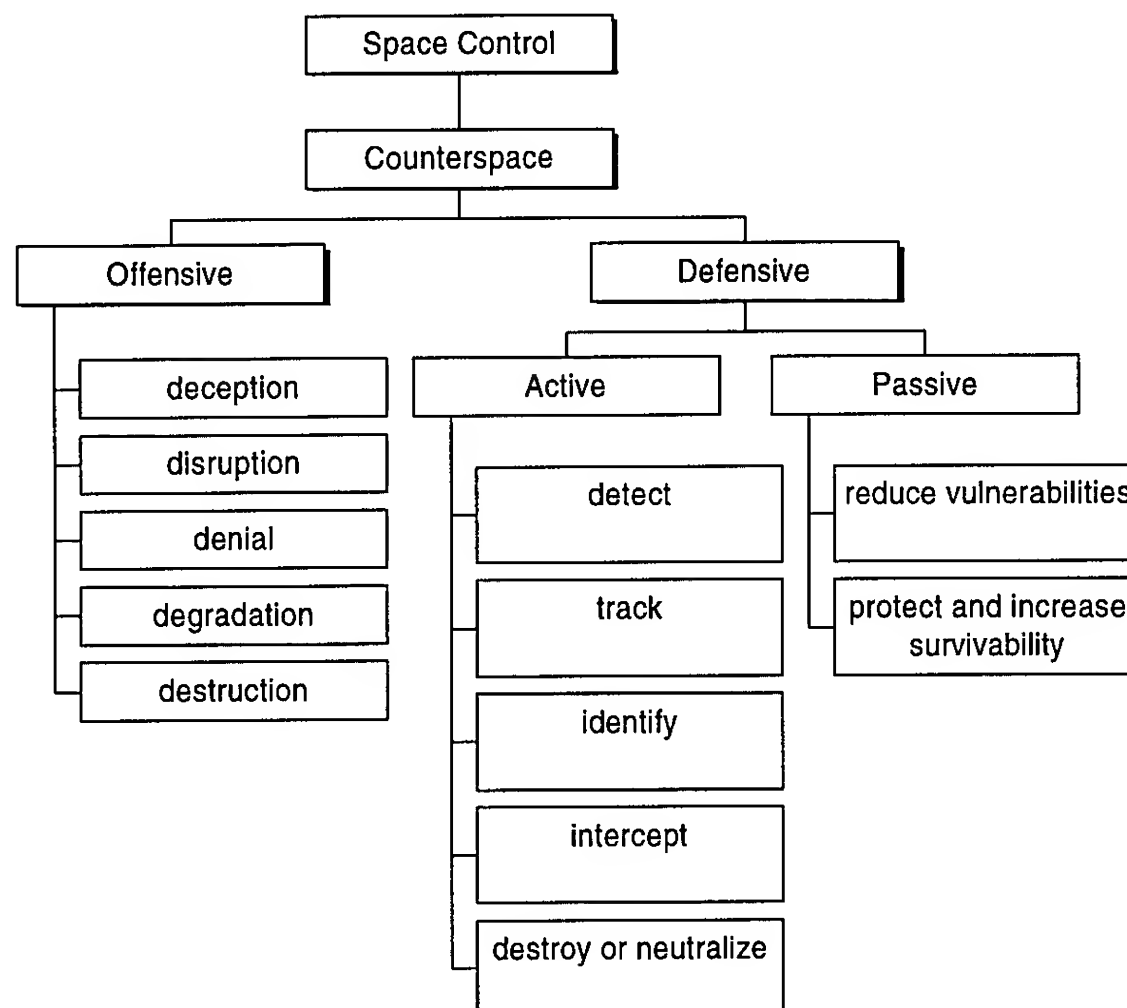 Space Control
Counterspace
Offensive
Defensive
deception
disruption
denial
degradation
destruction
Active
detect
track
identify
intercept
destroy or neutralize
Passive
reduce vulnerabilities
protect and increase
survivability